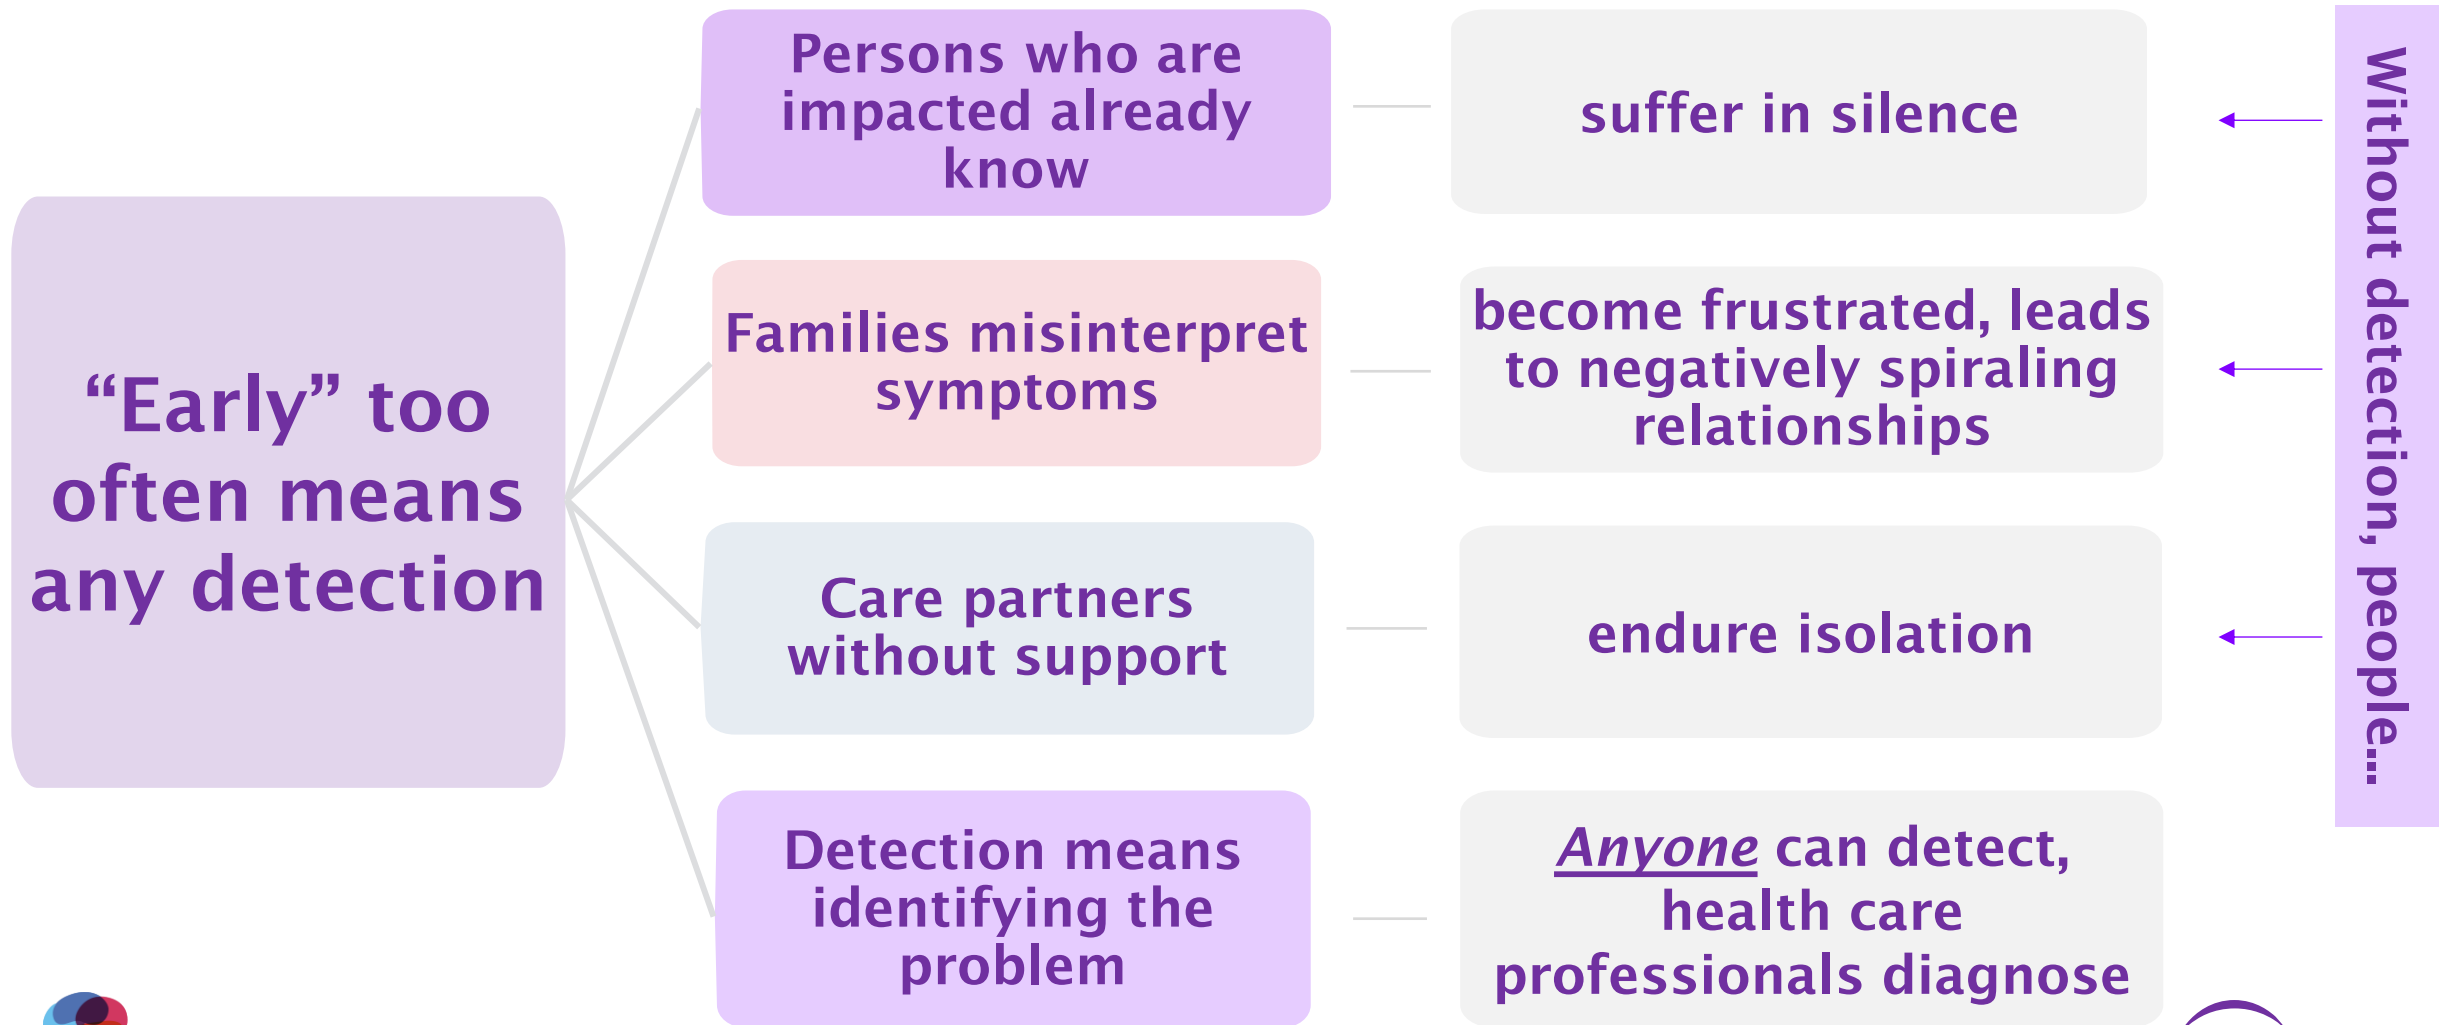 “Early” too
often means
any detection
Persons who are
impacted already
know
suffer in silence
Families misinterpret
symptoms
become frustrated, leads
to negatively spiraling
relationships
Care partners
without support
endure isolation
Detection means
identifying the
problem
Anyone can detect,
health care
professionals diagnose
Without detection, people…